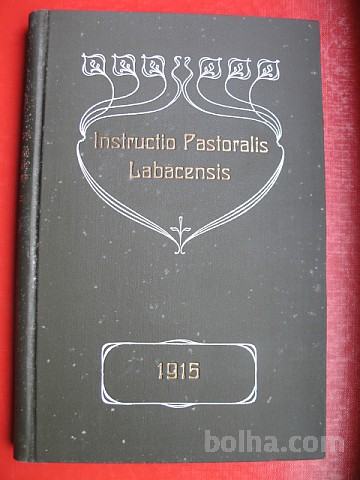 Instructio Pastoralis
Labacensis
1915
bolha.com